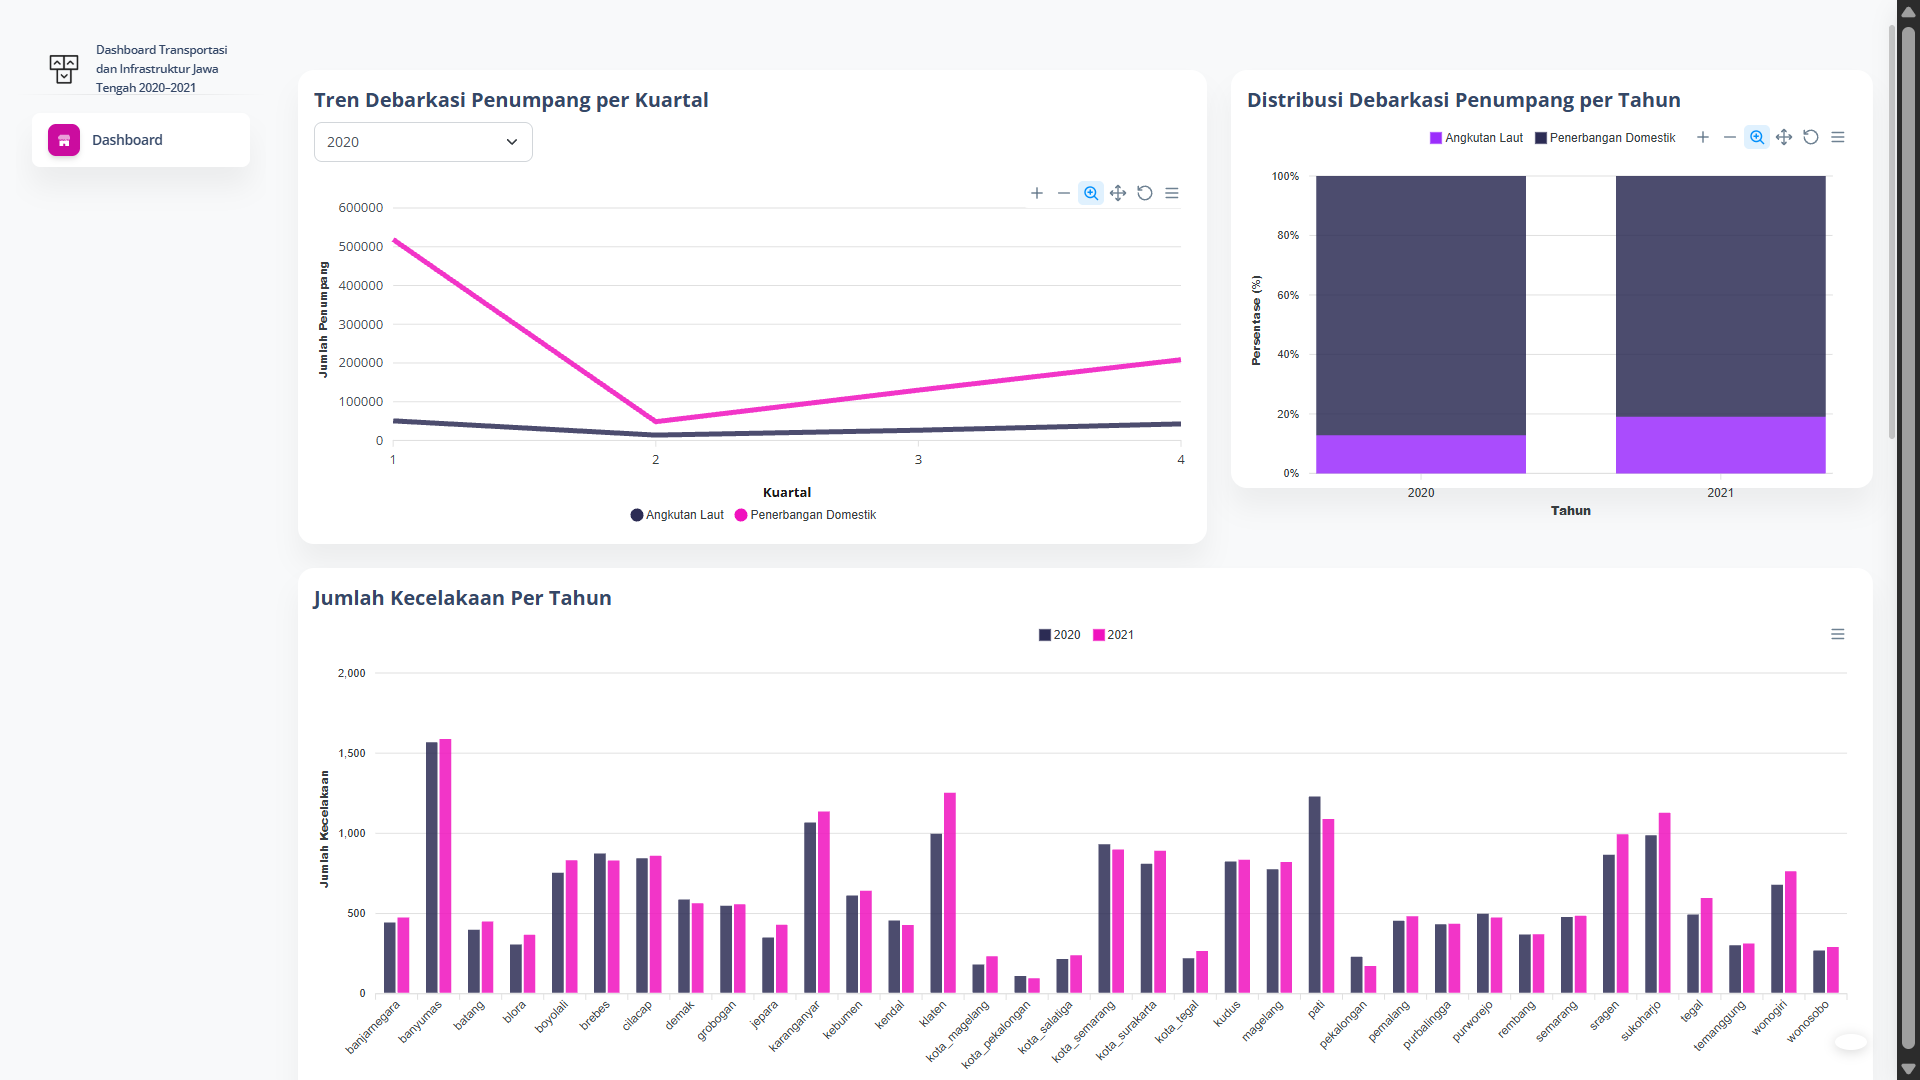 Dashboard Transportasi
dan Infrastruktur Jawa
Tengah 2020–2021
Dashboard
Tren Debarkasi Penumpang per Kuartal
2020
600000
500000
400000
300000
200000
100000
0
Jumlah Penumpang
1 2 3 4
Kuartal
Angkutan Laut Penerbangan Domestik
Distribusi Debarkasi Penumpang per Tahun
Angkutan Laut Penerbangan Domestik
100%
80%
60%
40%
20%
0%
Persentase (%)
2020 2021
Tahun
Jumlah Kecelakaan Per Tahun
2020 2021
2,000
1,500
1,000
500
0
Jumlah Kecelakaan
banjarnegara
banyumas
batang
blora
boyolali
brebes
cilacap
demak
grobogan
jepara
karanganyar
kebumen
kendal
klaten
kota_magelang
kota_pekalongan
kota_salatiga
kota_semarang
kota_surakarta
kota_tegal
kudus
magelang
pati
pekalongan
pemalang
purbalingga
purworejo
rembang
semarang
sragen
sukoharjo
tegal
temanggung
wonogiri
wonosobo